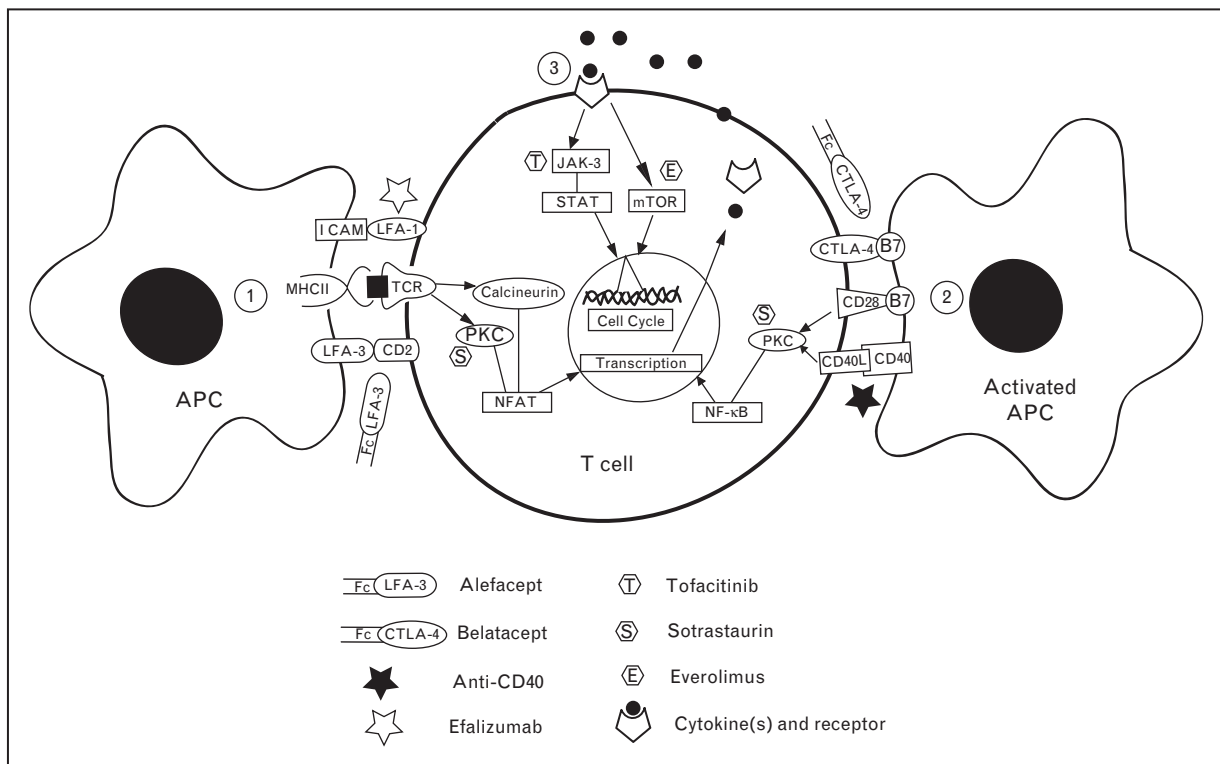 3
Fc
CTLA-4
T
JAK-3
E
STAT
mTOR
I CAM
LFA-1
CTLA-4
B7
1
MHCII
TCR
Calcineurin
Cell Cycle
CD28
B7
2
S
PKC
S
PKC
LFA-3
CD2
Transcription
CD40L
CD40
APC
NFAT
NF-κB
Activated
APC
LFA-3
Fc
T cell
Fc LFA-3 Alefacept
Fc CTLA-4 Belatacept
Anti-CD40
Efalizumab
T Tofacitinib
S Sotrastaurin
E Everolimus
Cytokine(s) and receptor